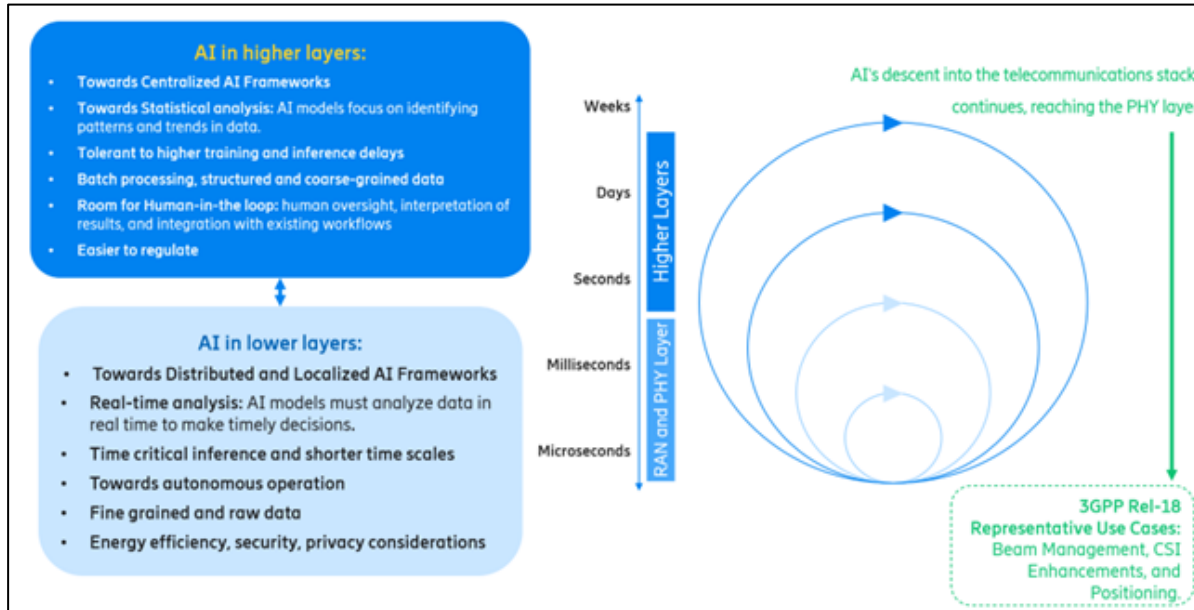 AI in higher layers:
• Towards Centralized AI Frameworks
• Towards Statistical analysis: AI models focus on identifying
patterns and trends in data.
• Tolerant to higher training and inference delays
• Batch processing, structured and coarse-grained data
• Room for Human-in-the loop: human oversight, interpretation of
results, and integration with existing workflows
• Easier to regulate
AI in lower layers:
• Towards Distributed and Localized AI Frameworks
• Real-time analysis: AI models must analyze data in
real time to make timely decisions.
• Time critical inference and shorter time scales
• Towards autonomous operation
• Fine grained and raw data
• Energy efficiency, security, privacy considerations
Weeks
Days
Seconds
Milliseconds
Microseconds
Higher Layers
RAN and PHY Layer
AI's descent into the telecommunications stack
continues, reaching the PHY layer
3GPP Rel-18
Representative Use Cases:
Beam Management, CSI
Enhancements, and
Positioning.